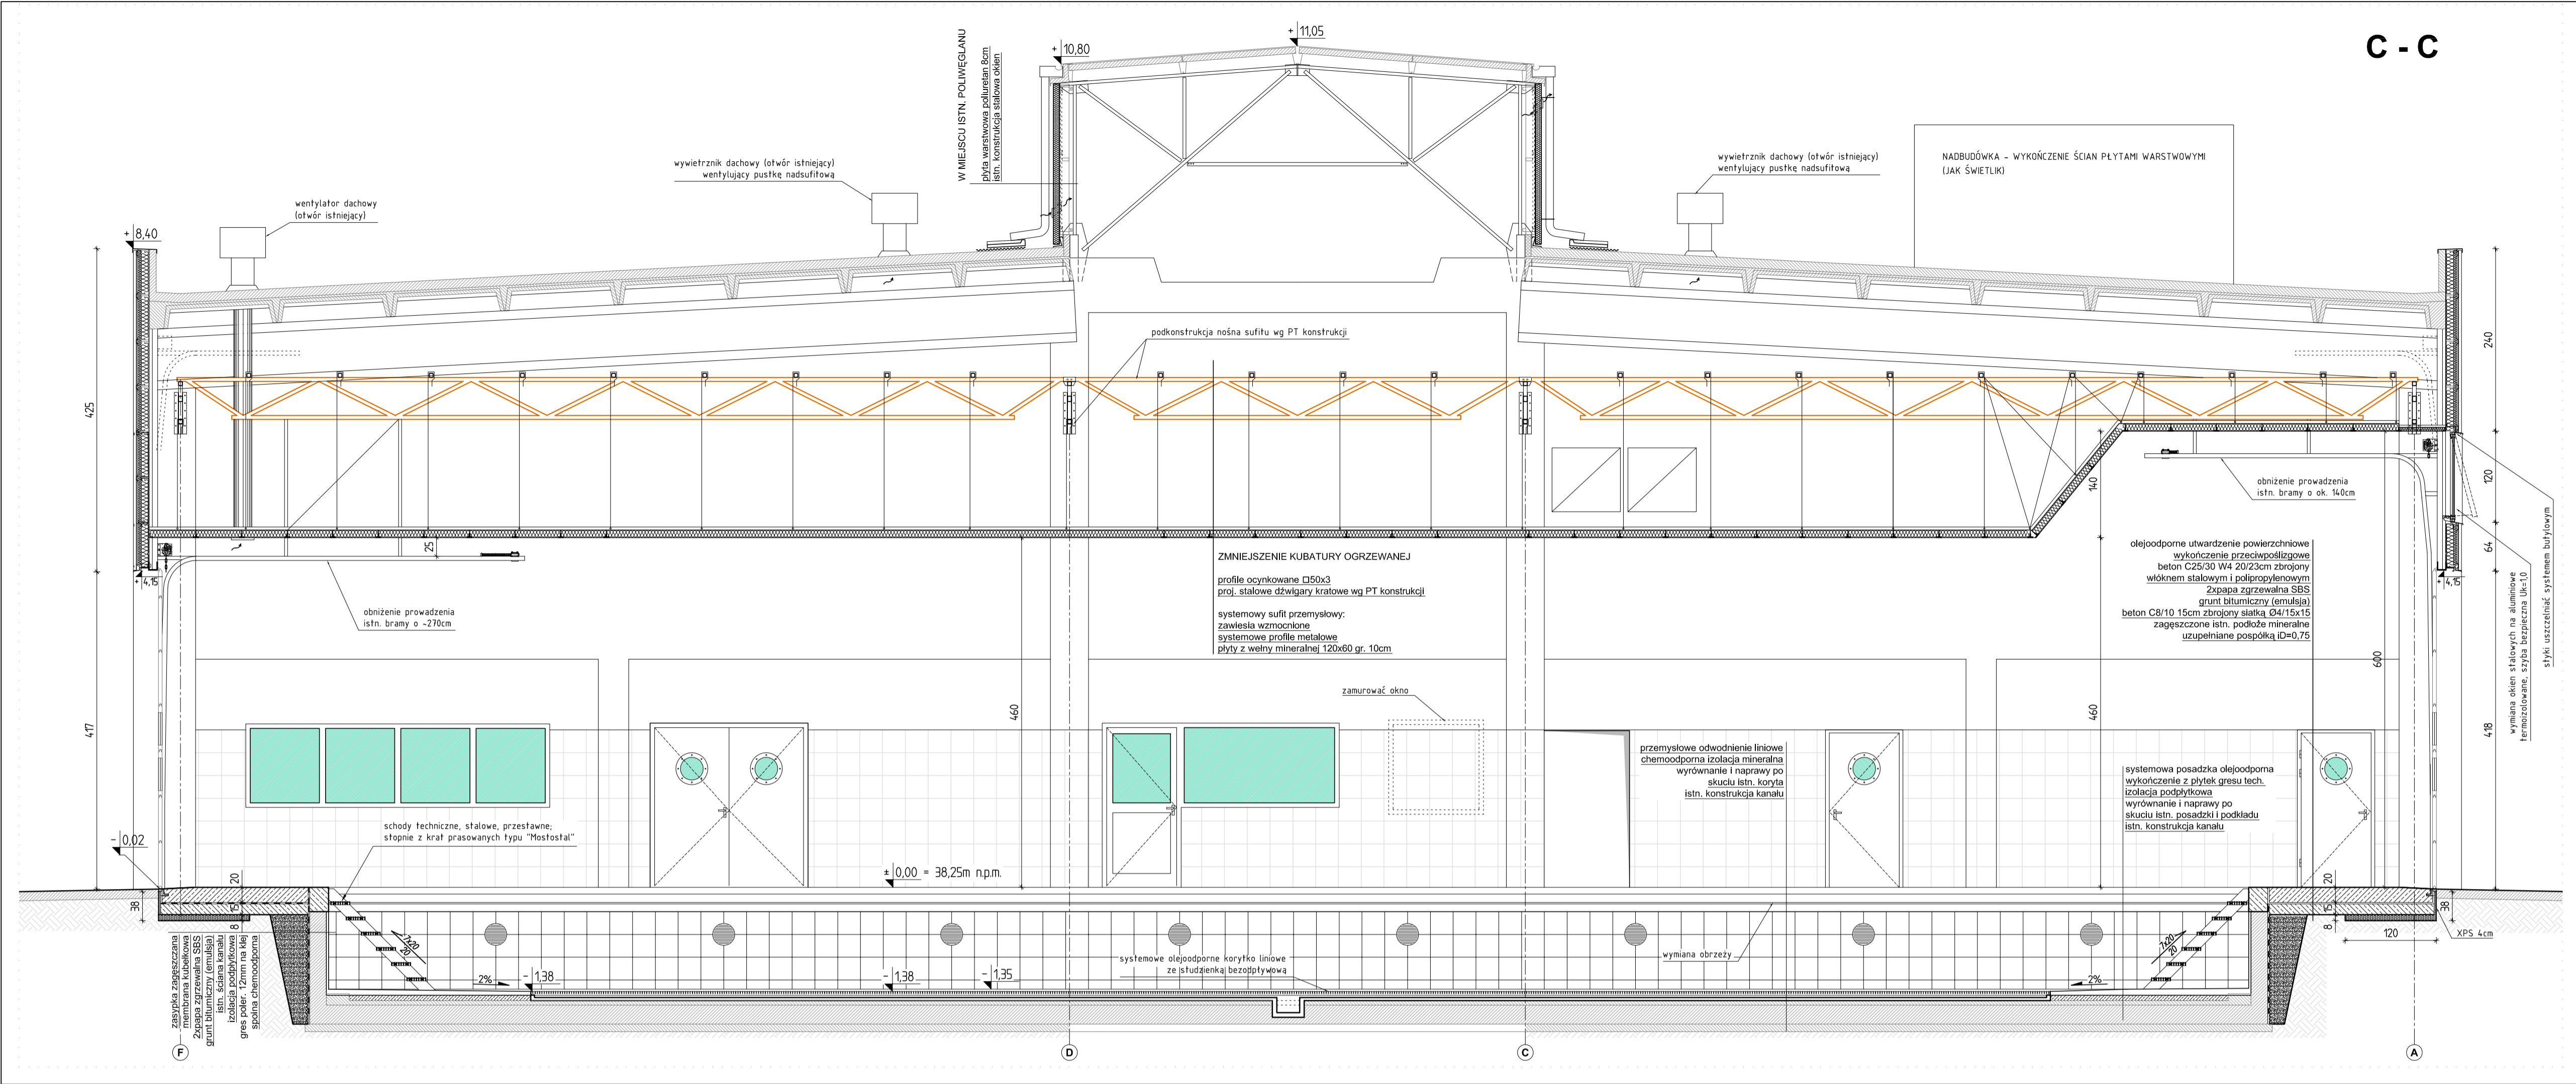 C - C
+ 11,05
+ 10,80
W MIEJSCU ISTN. POLIWĘGLANU
płyta warstwowa poliuretan 8cm
istn. konstrukcja stalowa okien
wywietrznik dachowy (otwór istniejący)
wentylujący pustkę nadsufitową
wywietrznik dachowy (otwór istniejący)
wentylujący pustkę nadsufitową
NADBUDÓWKA - WYKOŃCZENIE ŚCIAN PŁYTAMI WARSTWOWYMI
(JAK ŚWIETLIK)
wentylator dachowy
(otwór istniejący)
+ 8,40
podkonstrukcja nośna sufitu wg PT konstrukcji
240
425
120
140
obniżenie prowadzenia
istn. bramy o ok. 140cm
25
64
+ 4,15
+ 4,15
obniżenie prowadzenia
istn. bramy o ~270cm
ZMNIEJSZENIE KUBATURY OGRZEWANEJ
profile ocynkowane □50x3
proj. stalowe dźwigary kratowe wg PT konstrukcji
systemowy sufit przemysłowy:
zawiesia wzmocnione
systemowe profile metalowe
płyty z wełny mineralnej 120x60 gr. 10cm
olejoodporne utwardzenie powierzchniowe
wykończenie przeciwpoślizgowe
beton C25/30 W4 20/23cm zbrojony
włóknem stalowym i polipropylenowym
2xpapa zgrzewalna SBS
grunt bitumiczny (emulsja)
beton C8/10 15cm zbrojony siatką Ø4/15x15
zagęszczone istn. podłoże mineralne
uzupełniane pospółką iD=0,75
wymiana okien stalowych na aluminiowe
termoizolowane, szyba bezpieczna Uk=1,0
styki uszczelniać systemem butylowym
600
460
460
417
418
zamurować okno
przemysłowe odwodnienie liniowe
chemoodporna izolacja mineralna
wyrównanie i naprawy po
skuciu istn. koryta
istn. konstrukcja kanału
systemowa posadzka olejoodporna
wykończenie z płytek gresu tech.
izolacja podpłytkowa
wyrównanie i naprawy po
skuciu istn. posadzki i podkładu
istn. konstrukcja kanału
schody techniczne, stalowe, przestawne;
stopnie z krat prasowanych typu "Mostostal"
- 0,02
± 0,00 = 38,25m n.p.m.
20
15
8
38
20
15
8
38
120
XPS 4cm
zasypka zagęszczana
membrana kubełkowa
2xpapa zgrzewalna SBS
grunt bitumiczny (emulsja)
istn. ściana kanału
izolacja podpłytkowa
gres poler. 12mm na klej
spoina chemoodporna
7x20
20
7x20
20
2%
- 1,38
- 1,38
- 1,35
systemowe olejoodporne korytko liniowe
ze studzienką bezodpływową
wymiana obrzeży
2%
F
D
C
A